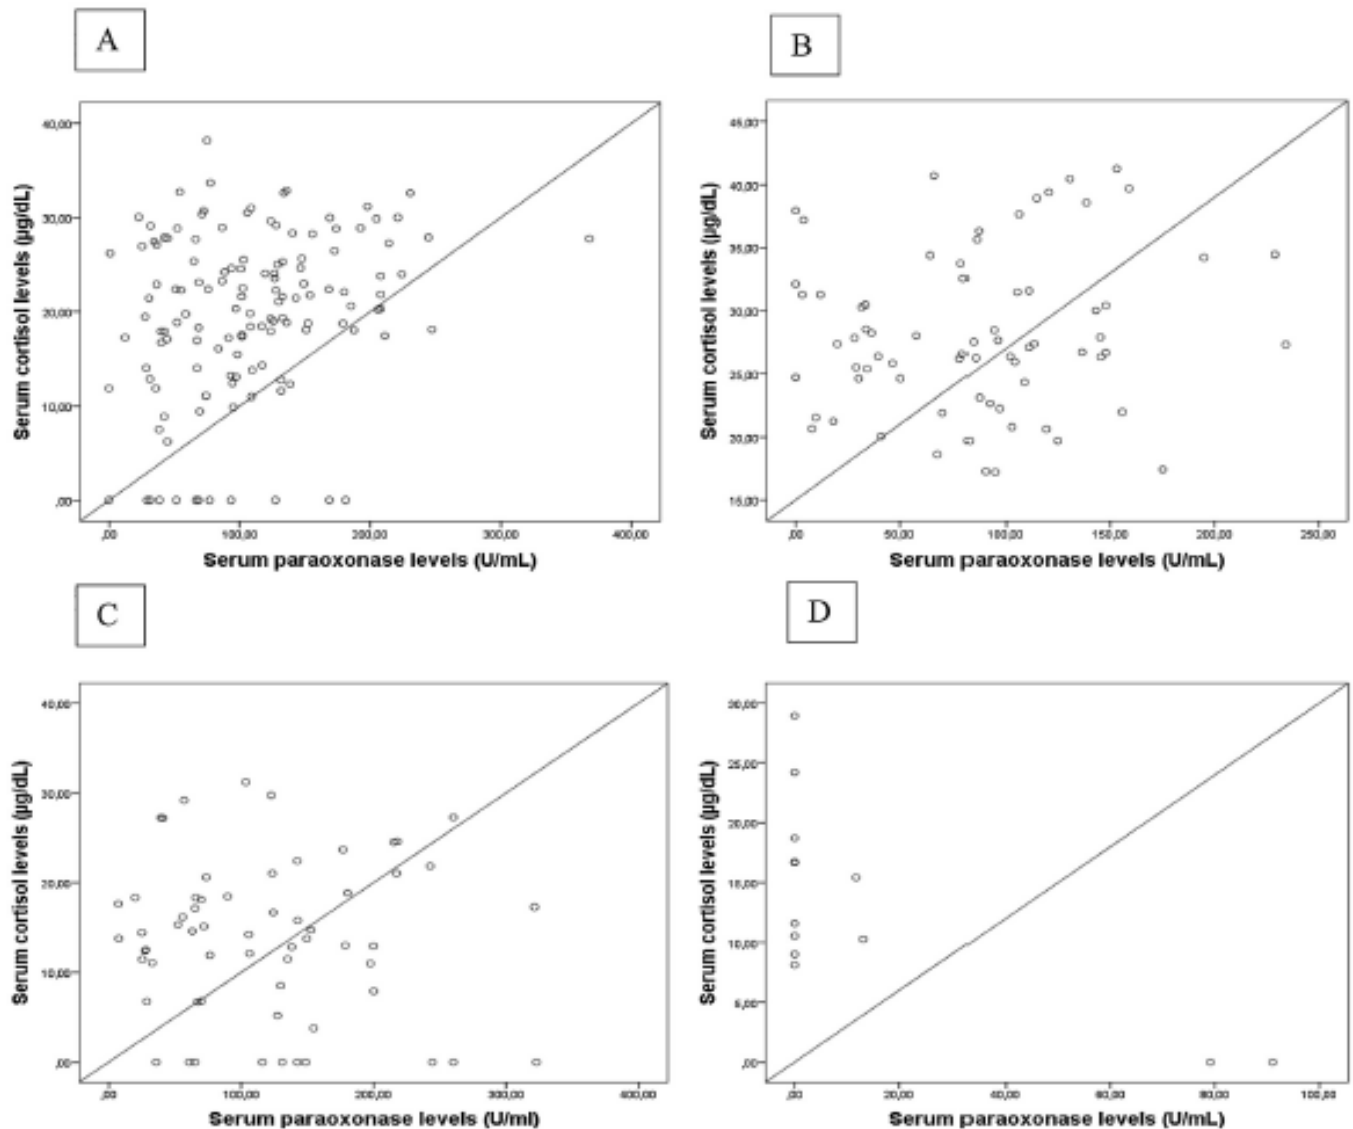 A
B
Serum cortisol levels (µg/dL)
40,00
30,00
20,00
10,00
,00
,00 100,00 200,00 300,00 400,00
Serum paraoxonase levels (U/mL)
Serum cortisol levels (µg/dL)
45,00
40,00
35,00
30,00
25,00
20,00
15,00
,00 50,00 100,00 150,00 200,00 250,00
Serum paraoxonase levels (U/mL)
C
D
Serum cortisol levels (µg/dL)
40,00
30,00
20,00
10,00
,00
,00 100,00 200,00 300,00 400,00
Serum paraoxonase levels (U/ml)
Serum cortisol levels (µg/dL)
30,00
25,00
20,00
15,00
10,00
5,00
,00
,00 20,00 40,00 60,00 80,00 100,00
Serum paraoxonase levels (U/mL)